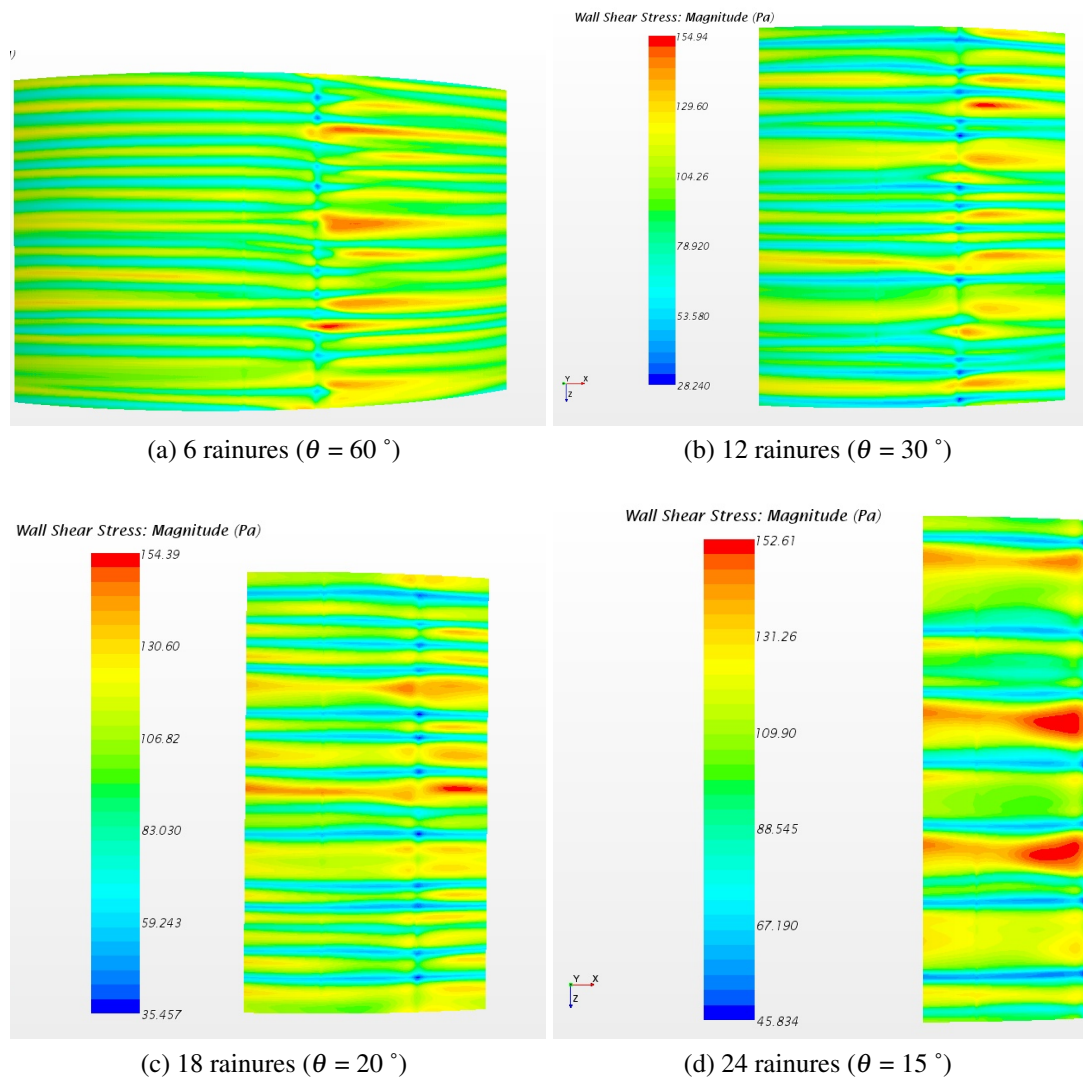 )
Wall Shear Stress: Magnitude (Pa)
154.94
129.60
104.26
78.920
53.580
28.240
Y X
Z
(a) 6 rainures (θ = 60 °)
(b) 12 rainures (θ = 30 °)
Wall Shear Stress: Magnitude (Pa)
154.39
130.60
106.82
83.030
59.243
35.457
Wall Shear Stress: Magnitude (Pa)
152.61
131.26
109.90
88.545
67.190
45.834
Y X
Z
(c) 18 rainures (θ = 20 °)
(d) 24 rainures (θ = 15 °)